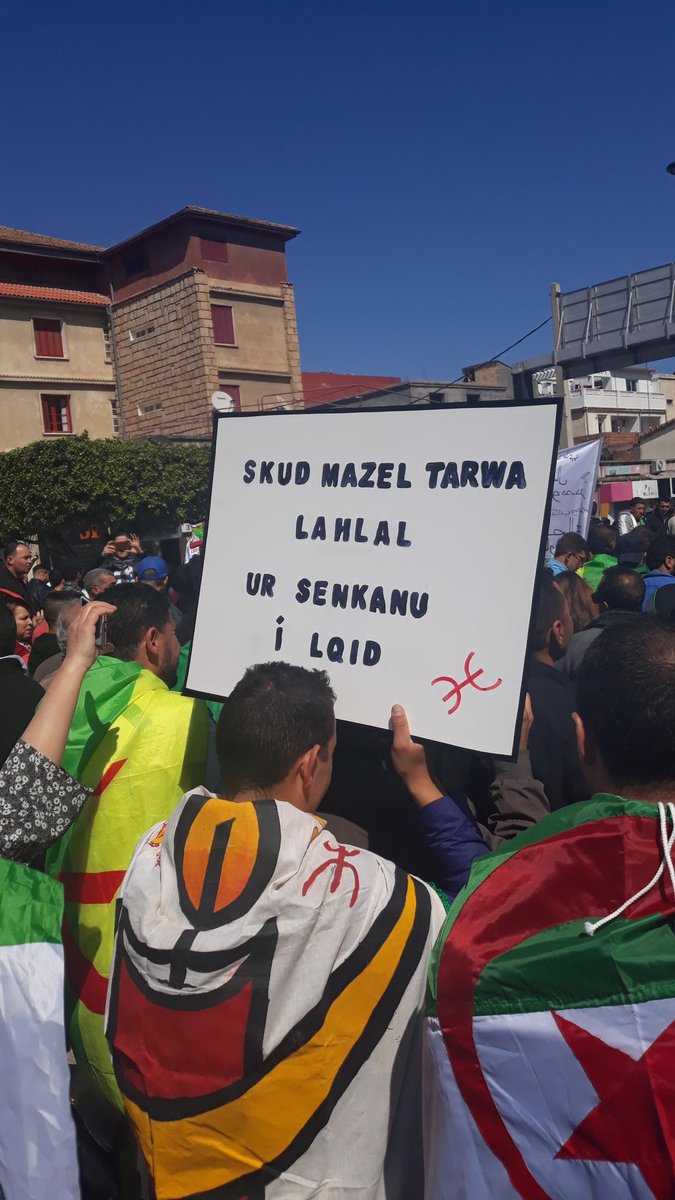 SKUD MAZEL TARWA
LAHLAL
UR SENKANU
i LQID
ⵣ